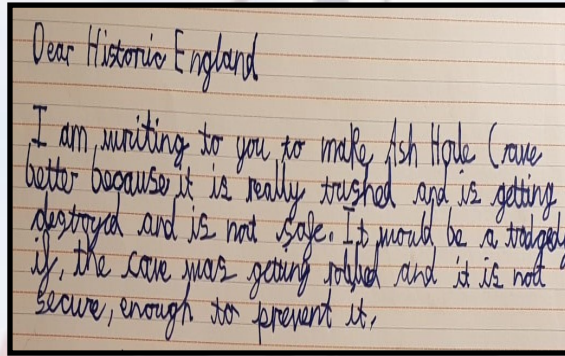 Dear Historic England
I am writing to you to make Ash Hole Crave
better because it is really trashed and is getting
destroyed and is not safe. It would be a tradgedy
if, the cave was getting robbed and it is not
secure, enough to prevent it.